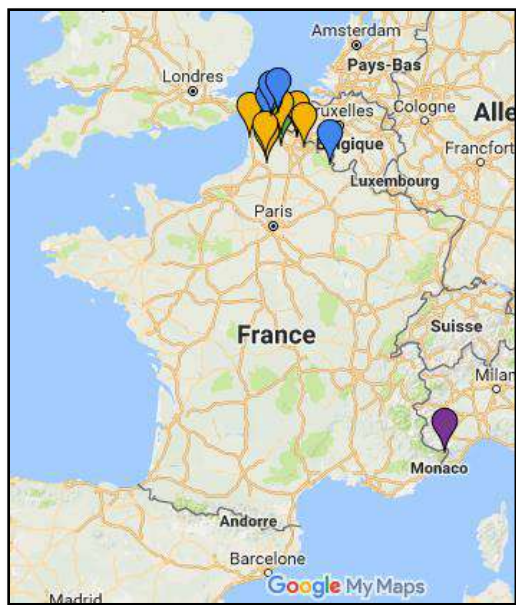 Amsterdam
Londres
Pays-Bas
Cologne
Alle
ruxelles
Belgique
Francfort
Luxembourg
Paris
France
Suisse
Milan
Monaco
Andorre
Barcelone
Google My Maps
Madrid